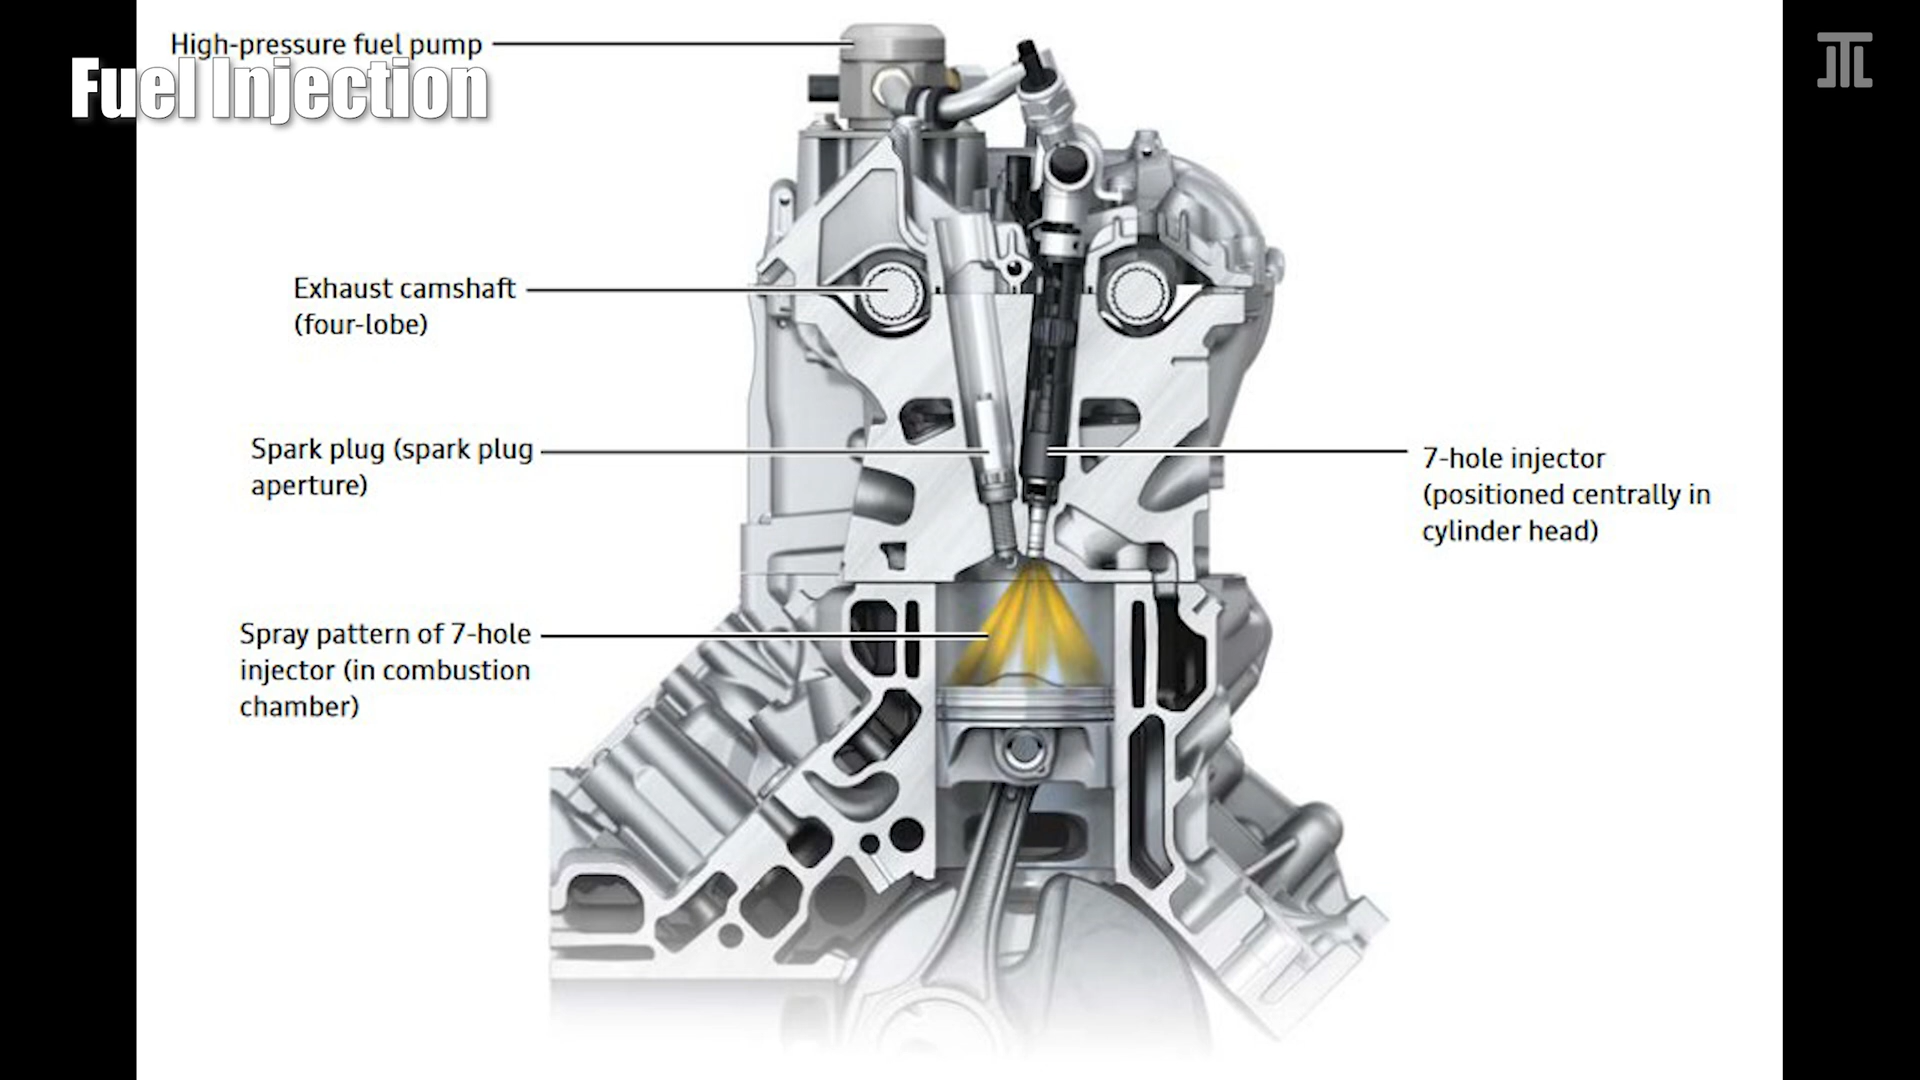 High-pressure fuel pump
Fuel Injection
Exhaust camshaft
(four-lobe)
Spark plug (spark plug
aperture)
7-hole injector
(positioned centrally in
cylinder head)
Spray pattern of 7-hole
injector (in combustion
chamber)